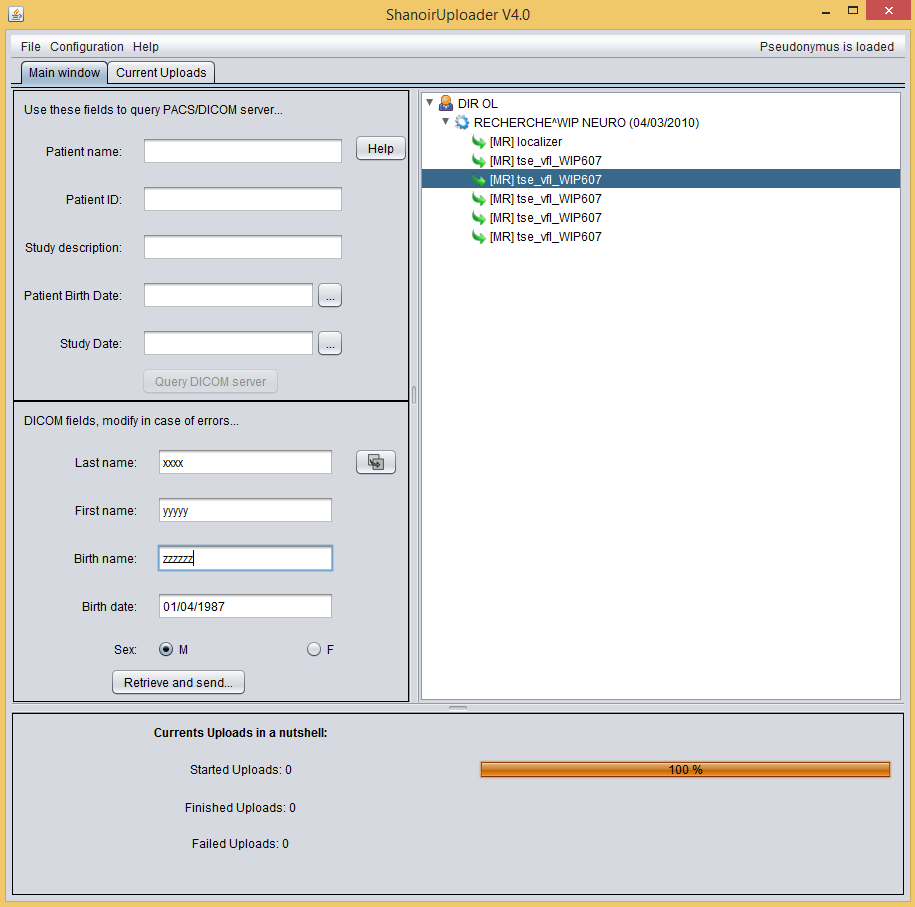 ShanoirUploader V4.0
File Configuration Help
Pseudonymus is loaded
Main window
Current Uploads
Use these fields to query PACS/DICOM server...
Patient name:
Help
Patient ID:
Study description:
Patient Birth Date:
...
Study Date:
...
Query DICOM server
DICOM fields, modify in case of errors...
Last name: xxxx
First name: yyyyy
Birth name: zzzzzz
Birth date: 01/04/1987
Sex: M F
Retrieve and send...
DIR OL
RECHERCHE^WIP NEURO (04/03/2010)
[MR] localizer
[MR] tse_vfl_WIP607
[MR] tse_vfl_WIP607
[MR] tse_vfl_WIP607
[MR] tse_vfl_WIP607
[MR] tse_vfl_WIP607
Currents Uploads in a nutshell:
Started Uploads: 0
100 %
Finished Uploads: 0
Failed Uploads: 0